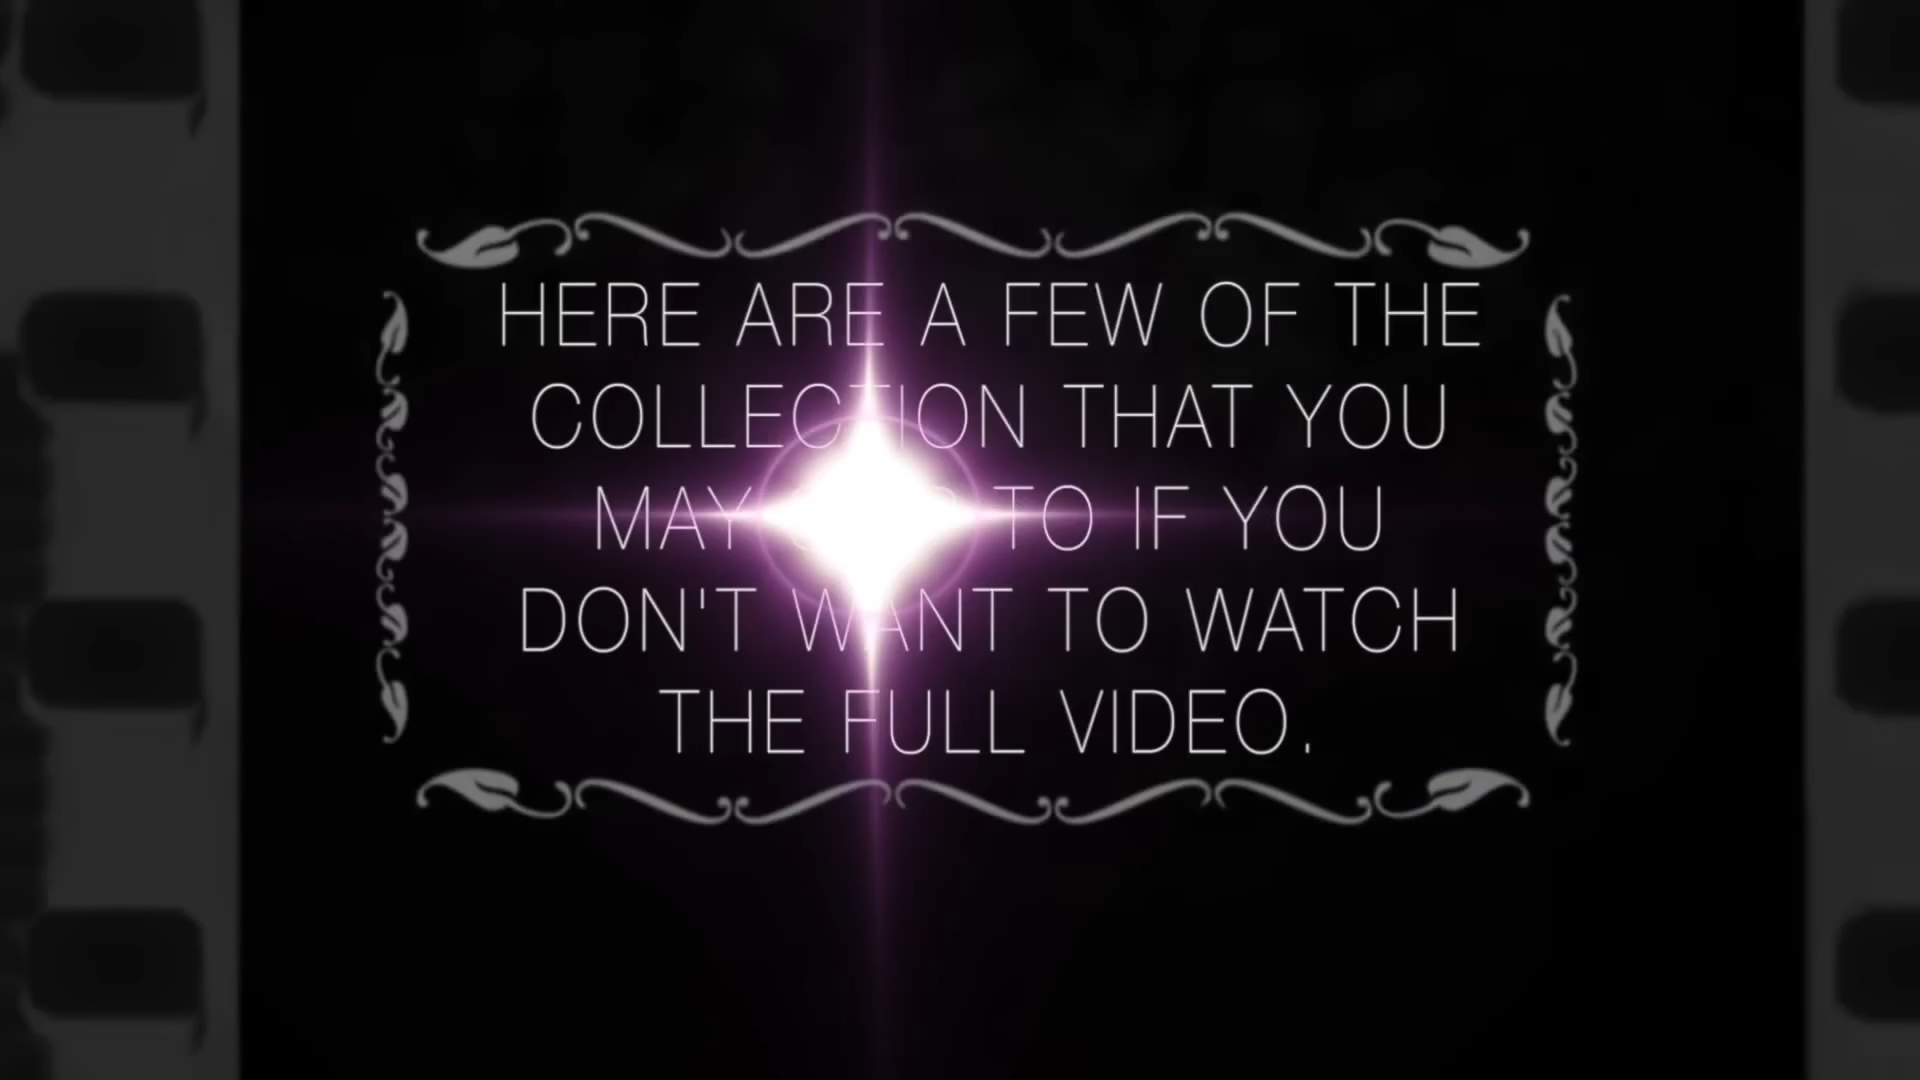 HERE ARE A FEW OF THE
COLLECTION THAT YOU
MAY TO IF YOU
DON'T WANT TO WATCH
THE FULL VIDEO.